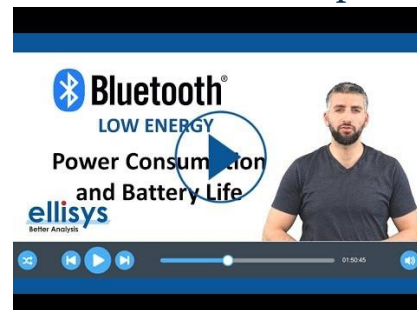 Bluetooth®
LOW ENERGY
Power Consumption
and Battery Life
ellisys
Better Analysis
01:50:45